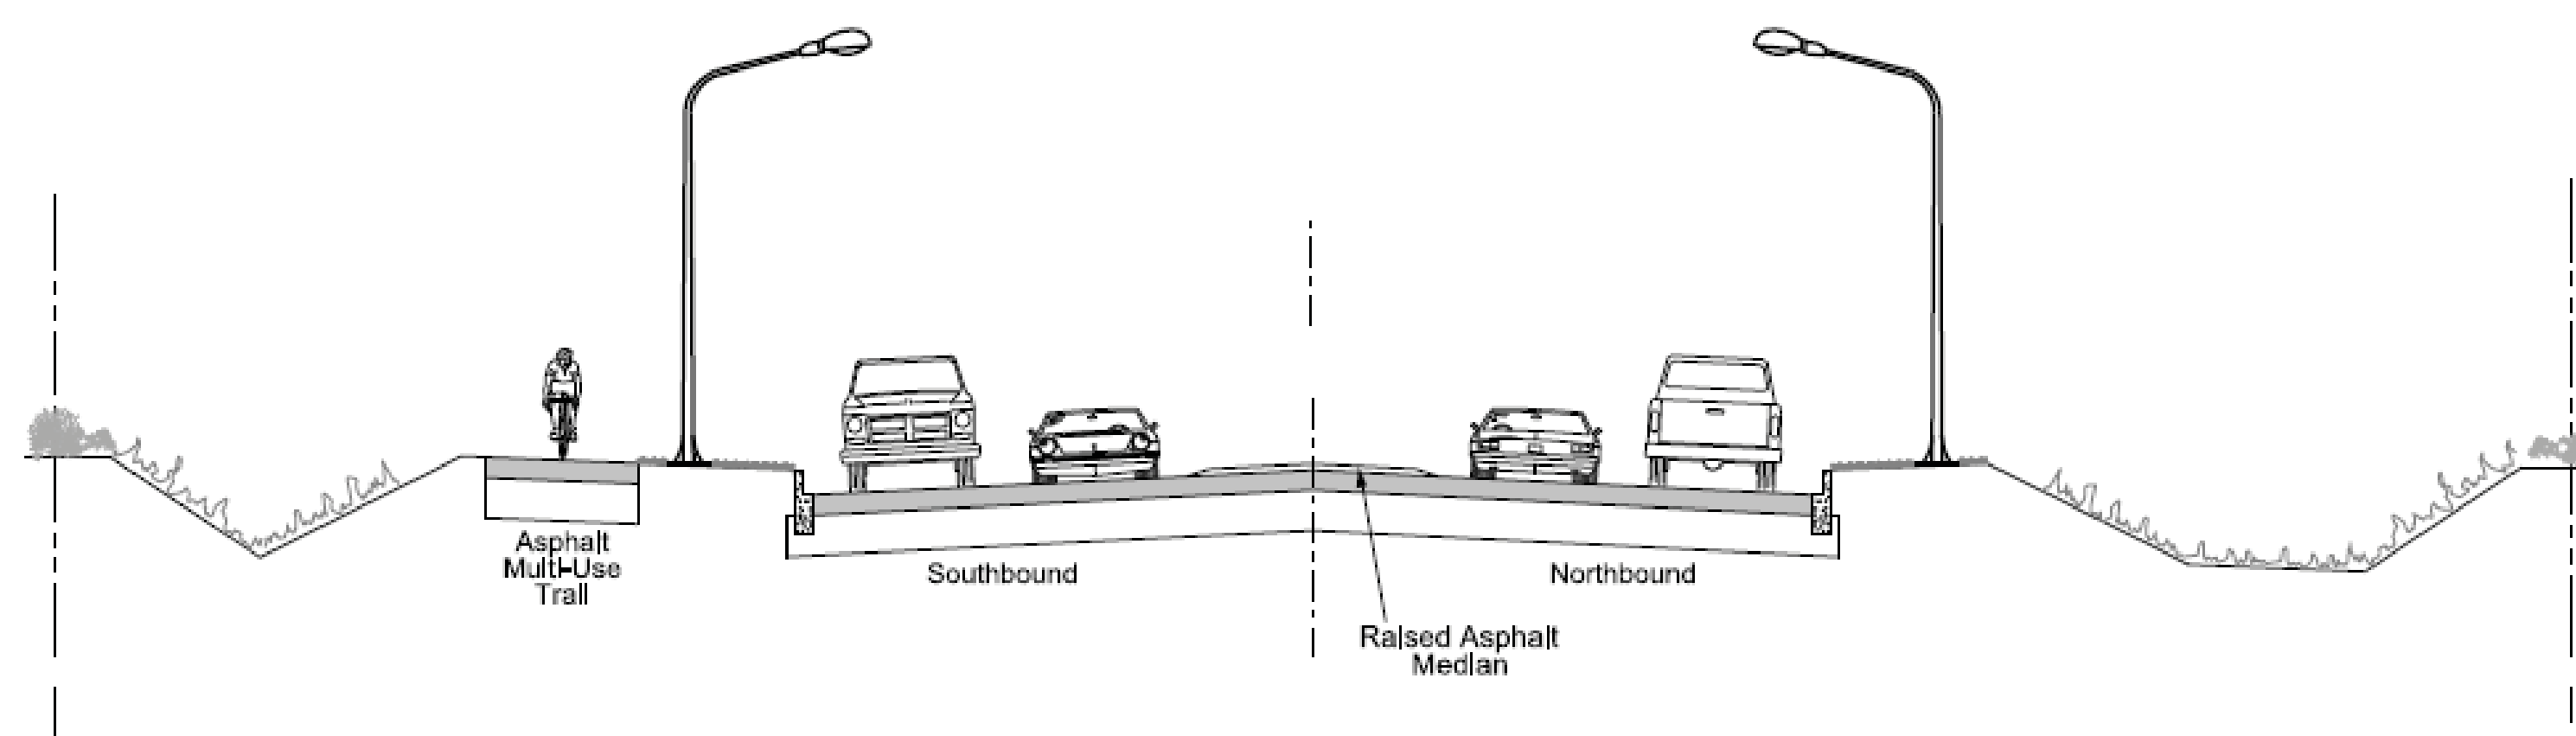 Asphalt
Multi-Use
Trail
Southbound
Northbound
Raised Asphalt
Median